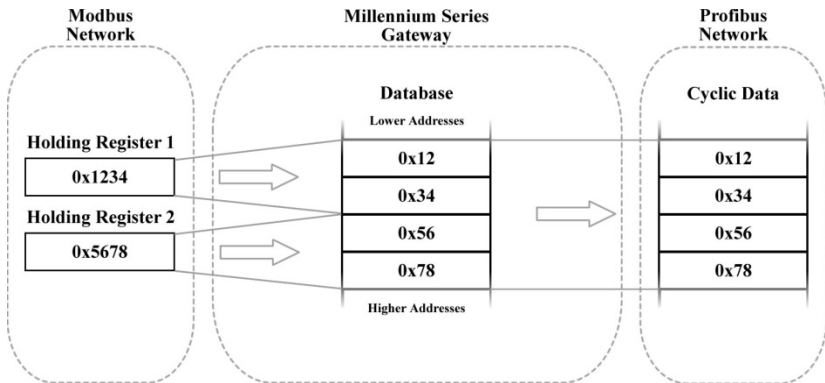 Modbus
Network
Millennium Series
Gateway
Profibus
Network
Database
Cyclic Data
Lower Addresses
Holding Register 1
0x1234
Holding Register 2
0x5678
0x12
0x34
0x56
0x78
0x12
0x34
0x56
0x78
Higher Addresses